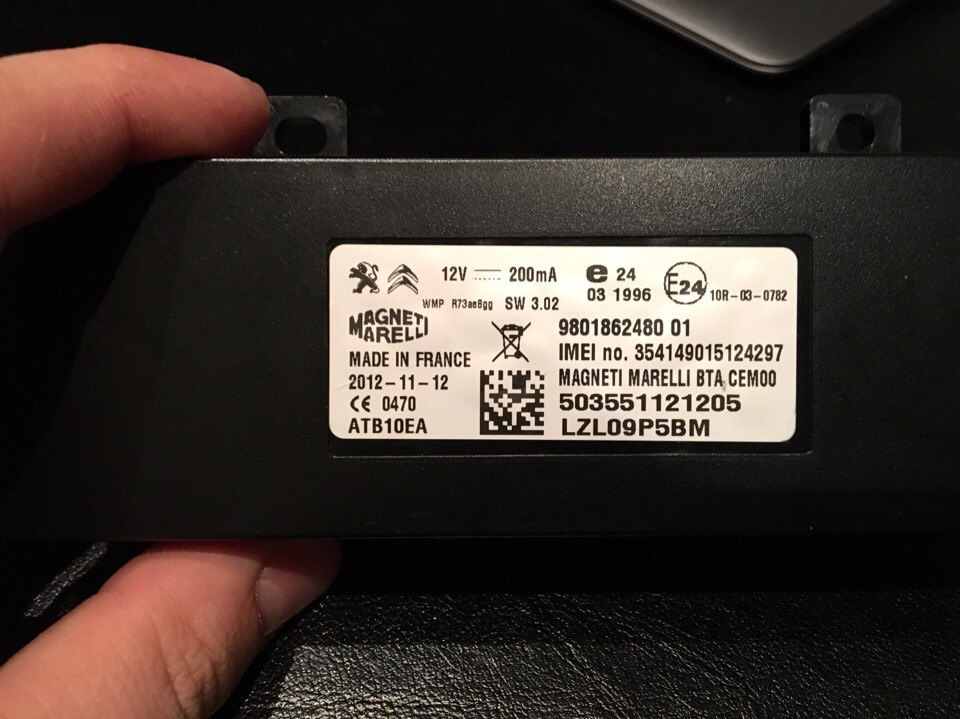 12V 200mA
e 24
03 1996
E24
10R-03-0782
WMP R73ae8gg SW 3.02
MAGNETI
MARELLI
MADE IN FRANCE
2012-11-12
CE 0470
ATB10EA
9801862480 01
IMEI no. 354149015124297
MAGNETI MARELLI BTA CEM00
503551121205
LZL09P5BM